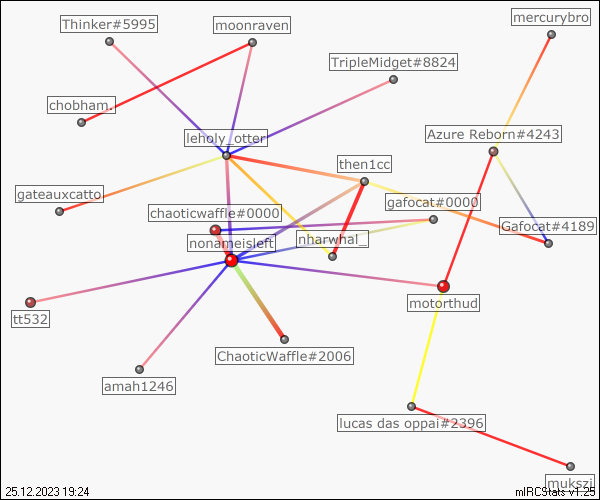 mercurybro
Thinker#5995
moonraven
TripleMidget#8824
chobham.
Azure Reborn#4243
leholy_otter
then1cc
gateauxcatto
gafocat#0000
chaoticwaffle#0000
Gafocat#4189
nonameisleft
nharwhal_
motorthud
tt532
ChaoticWaffle#2006
amah1246
lucas das oppai#2396
mukszi
25.12.2023 19:24
mIRCStats v1.25